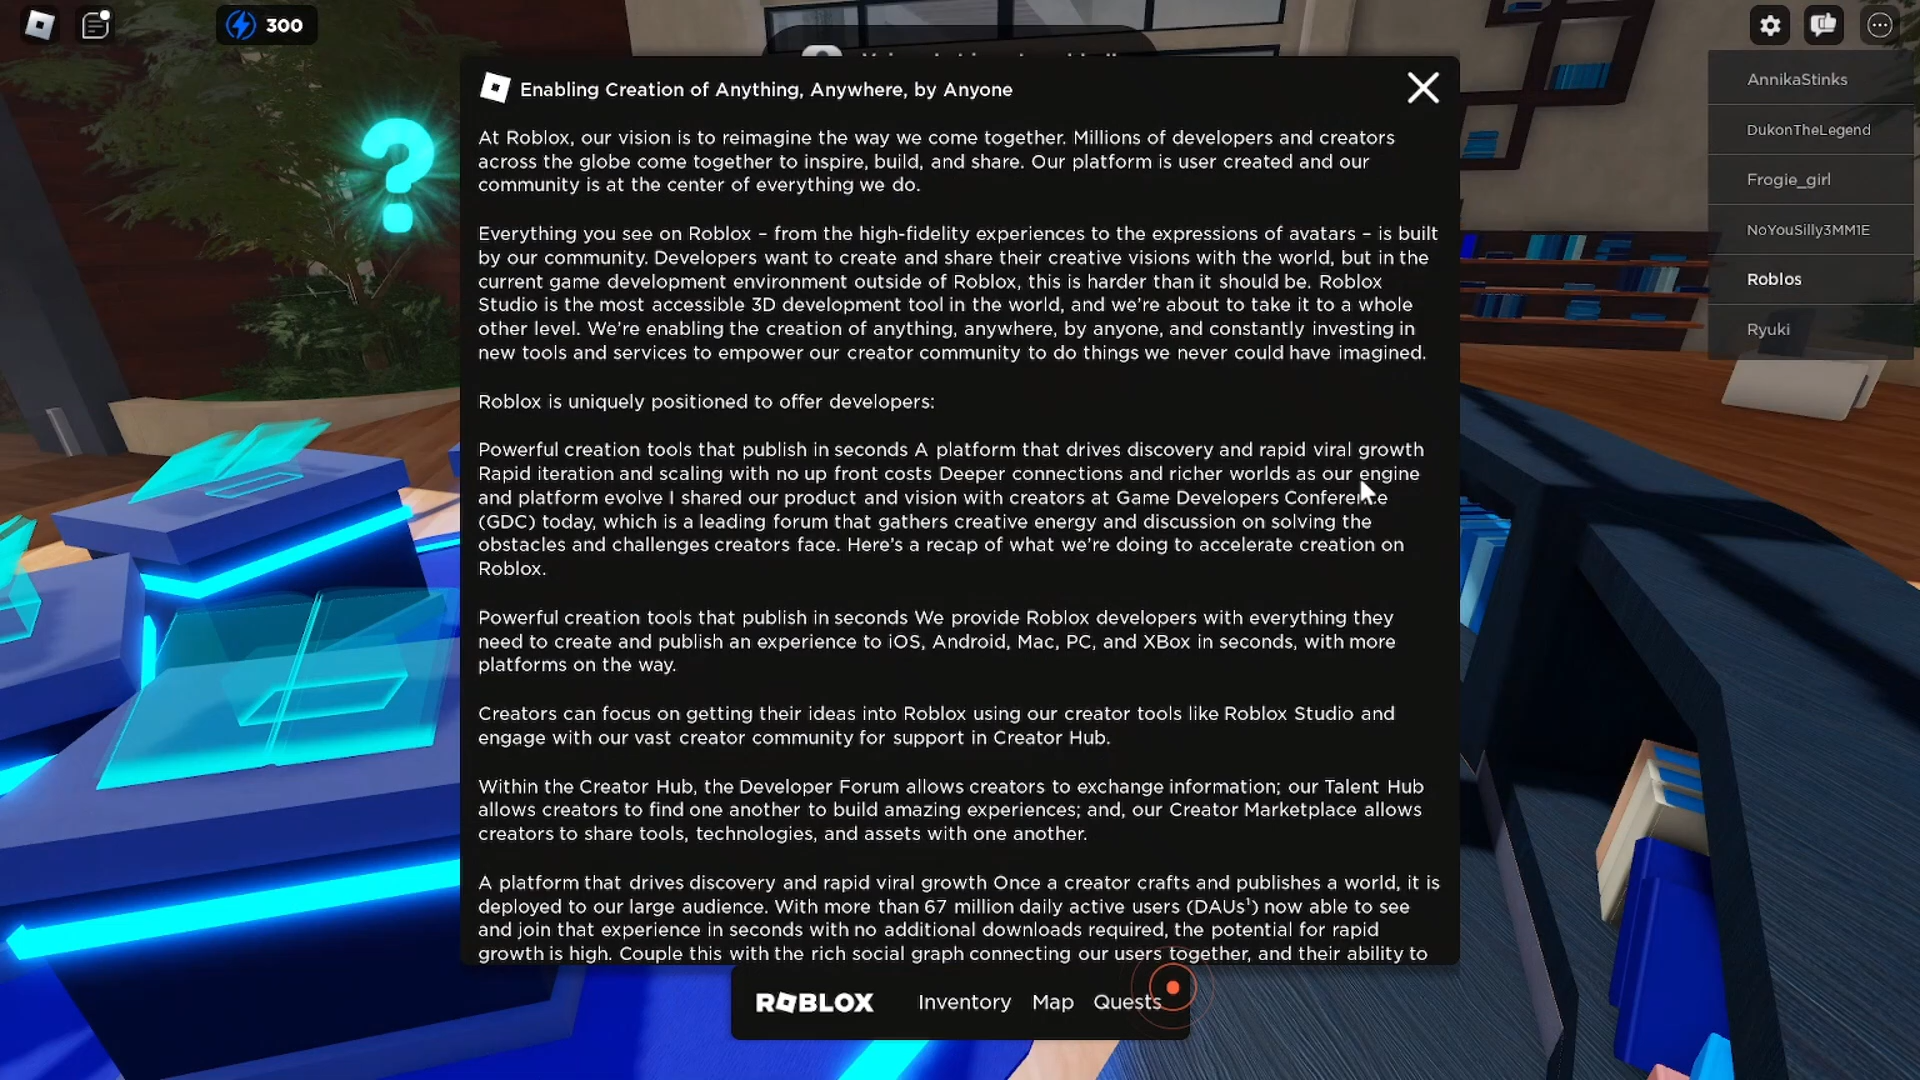 300
Enabling Creation of Anything, Anywhere, by Anyone
At Roblox, our vision is to reimagine the way we come together. Millions of developers and creators
across the globe come together to inspire, build, and share. Our platform is user created and our
community is at the center of everything we do.
Everything you see on Roblox – from the high-fidelity experiences to the expressions of avatars – is built
by our community. Developers want to create and share their creative visions with the world, but in the
current game development environment outside of Roblox, this is harder than it should be. Roblox
Studio is the most accessible 3D development tool in the world, and we're about to take it to a whole
other level. We're enabling the creation of anything, anywhere, by anyone, and constantly investing in
new tools and services to empower our creator community to do things we never could have imagined.
Roblox is uniquely positioned to offer developers:
Powerful creation tools that publish in seconds A platform that drives discovery and rapid viral growth
Rapid iteration and scaling with no up front costs Deeper connections and richer worlds as our engine
and platform evolve I shared our product and vision with creators at Game Developers Conference
(GDC) today, which is a leading forum that gathers creative energy and discussion on solving the
obstacles and challenges creators face. Here's a recap of what we're doing to accelerate creation on
Roblox.
Powerful creation tools that publish in seconds We provide Roblox developers with everything they
need to create and publish an experience to iOS, Android, Mac, PC, and XBox in seconds, with more
platforms on the way.
Creators can focus on getting their ideas into Roblox using our creator tools like Roblox Studio and
engage with our vast creator community for support in Creator Hub.
Within the Creator Hub, the Developer Forum allows creators to exchange information; our Talent Hub
allows creators to find one another to build amazing experiences; and, our Creator Marketplace allows
creators to share tools, technologies, and assets with one another.
A platform that drives discovery and rapid viral growth Once a creator crafts and publishes a world, it is
deployed to our large audience. With more than 67 million daily active users (DAUs¹) now able to see
and join that experience in seconds with no additional downloads required, the potential for rapid
growth is high. Couple this with the rich social graph connecting our users together, and their ability to
AnnikaStinks
DukonTheLegend
Frogie_girl
NoYouSilly3MM1E
Roblos
Ryuki
?
ROBLOX Inventory Map Quests